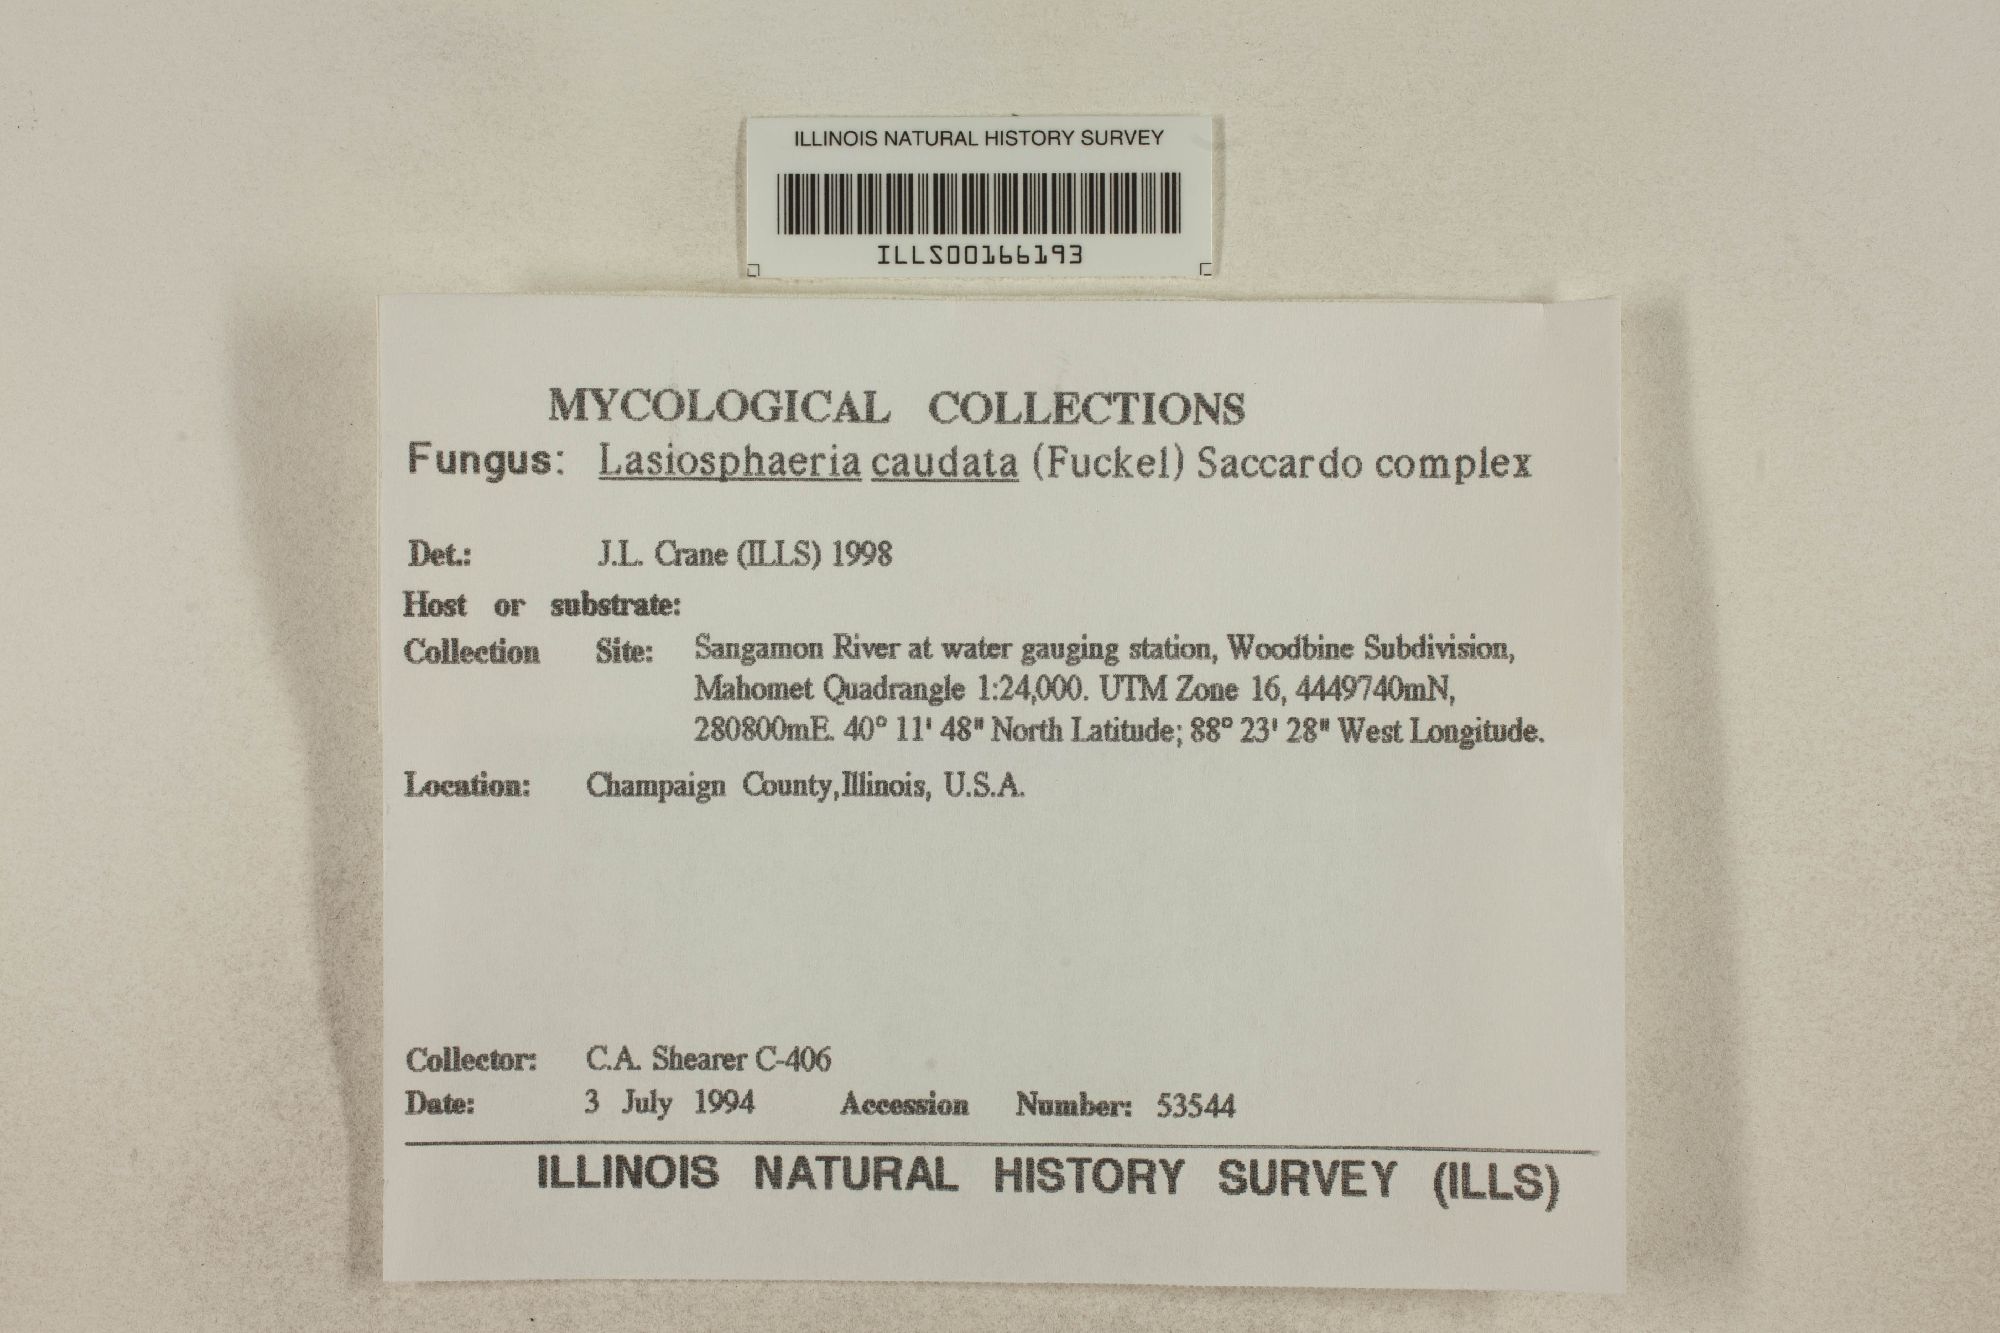 ILLINOIS NATURAL HISTORY SURVEY
ILLS00166193
MYCOLOGICAL COLLECTIONS
Fungus: Lasiosphaeria caudata (Fuckel) Saccardo complex
Det.: J.L. Crane (ILLS) 1998
Host or substrate:
Collection Site: Sangamon River at water gauging station, Woodbine Subdivision,
Mahomet Quadrangle 1:24,000. UTM Zone 16, 4449740mN,
280800mE. 40° 11' 48" North Latitude; 88° 23' 28" West Longitude.
Location: Champaign County,Illinois, U.S.A.
Collector: C.A. Shearer C-406
Date: 3 July 1994 Accession Number: 53544
ILLINOIS NATURAL HISTORY SURVEY (ILLS)